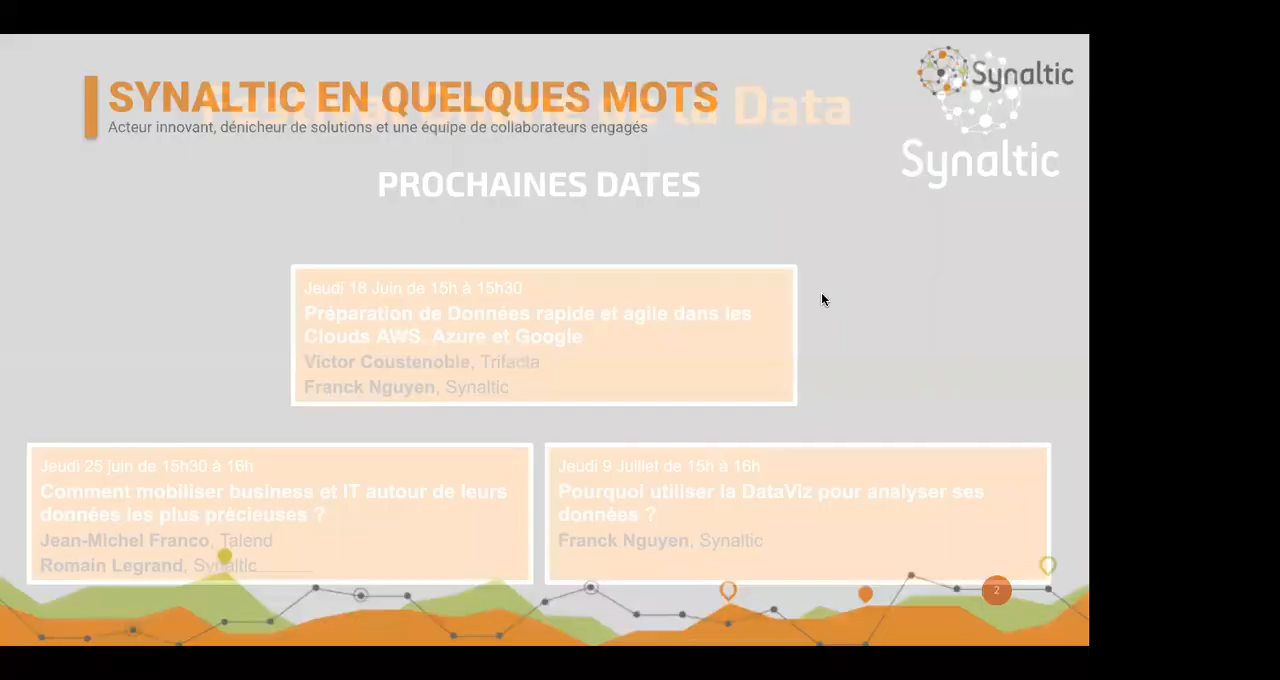 SYNALTIC EN QUELQUES MOTS
Data
Acteur innovant, dénicheur de solutions et une équipe de collaborateurs engagés
Synaltic
Synaltic
PROCHAINES DATES
Jeudi 18 Juin de 15h à 15h30
Préparation de Données rapide et agile dans les
Clouds AWS, Azure et Google
Victor Coustenoble, Trifacta
Franck Nguyen, Synaltic
Jeudi 25 juin de 15h30 à 16h
Comment mobiliser business et IT autour de leurs
données les plus précieuses ?
Jean-Michel Franco, Talend
Romain Legrand, Synaltic
Jeudi 9 Juillet de 15h à 16h
Pourquoi utiliser la DataViz pour analyser ses
données ?
Franck Nguyen, Synaltic
2